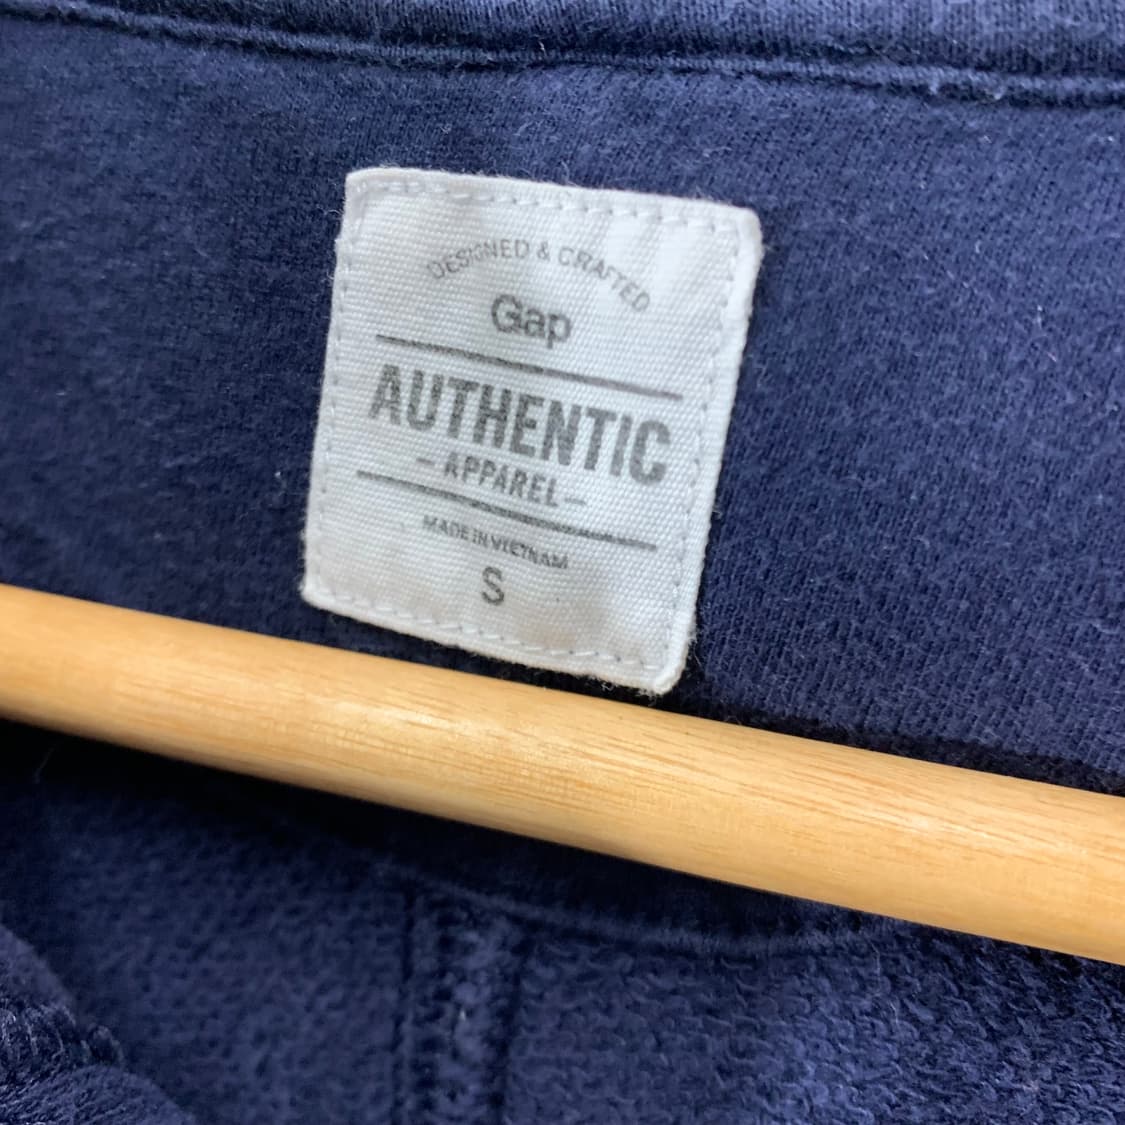 DESIGNED & CRAFTED
Gap
AUTHENTIC
- APPAREL -
MADE IN VIETNAM
S